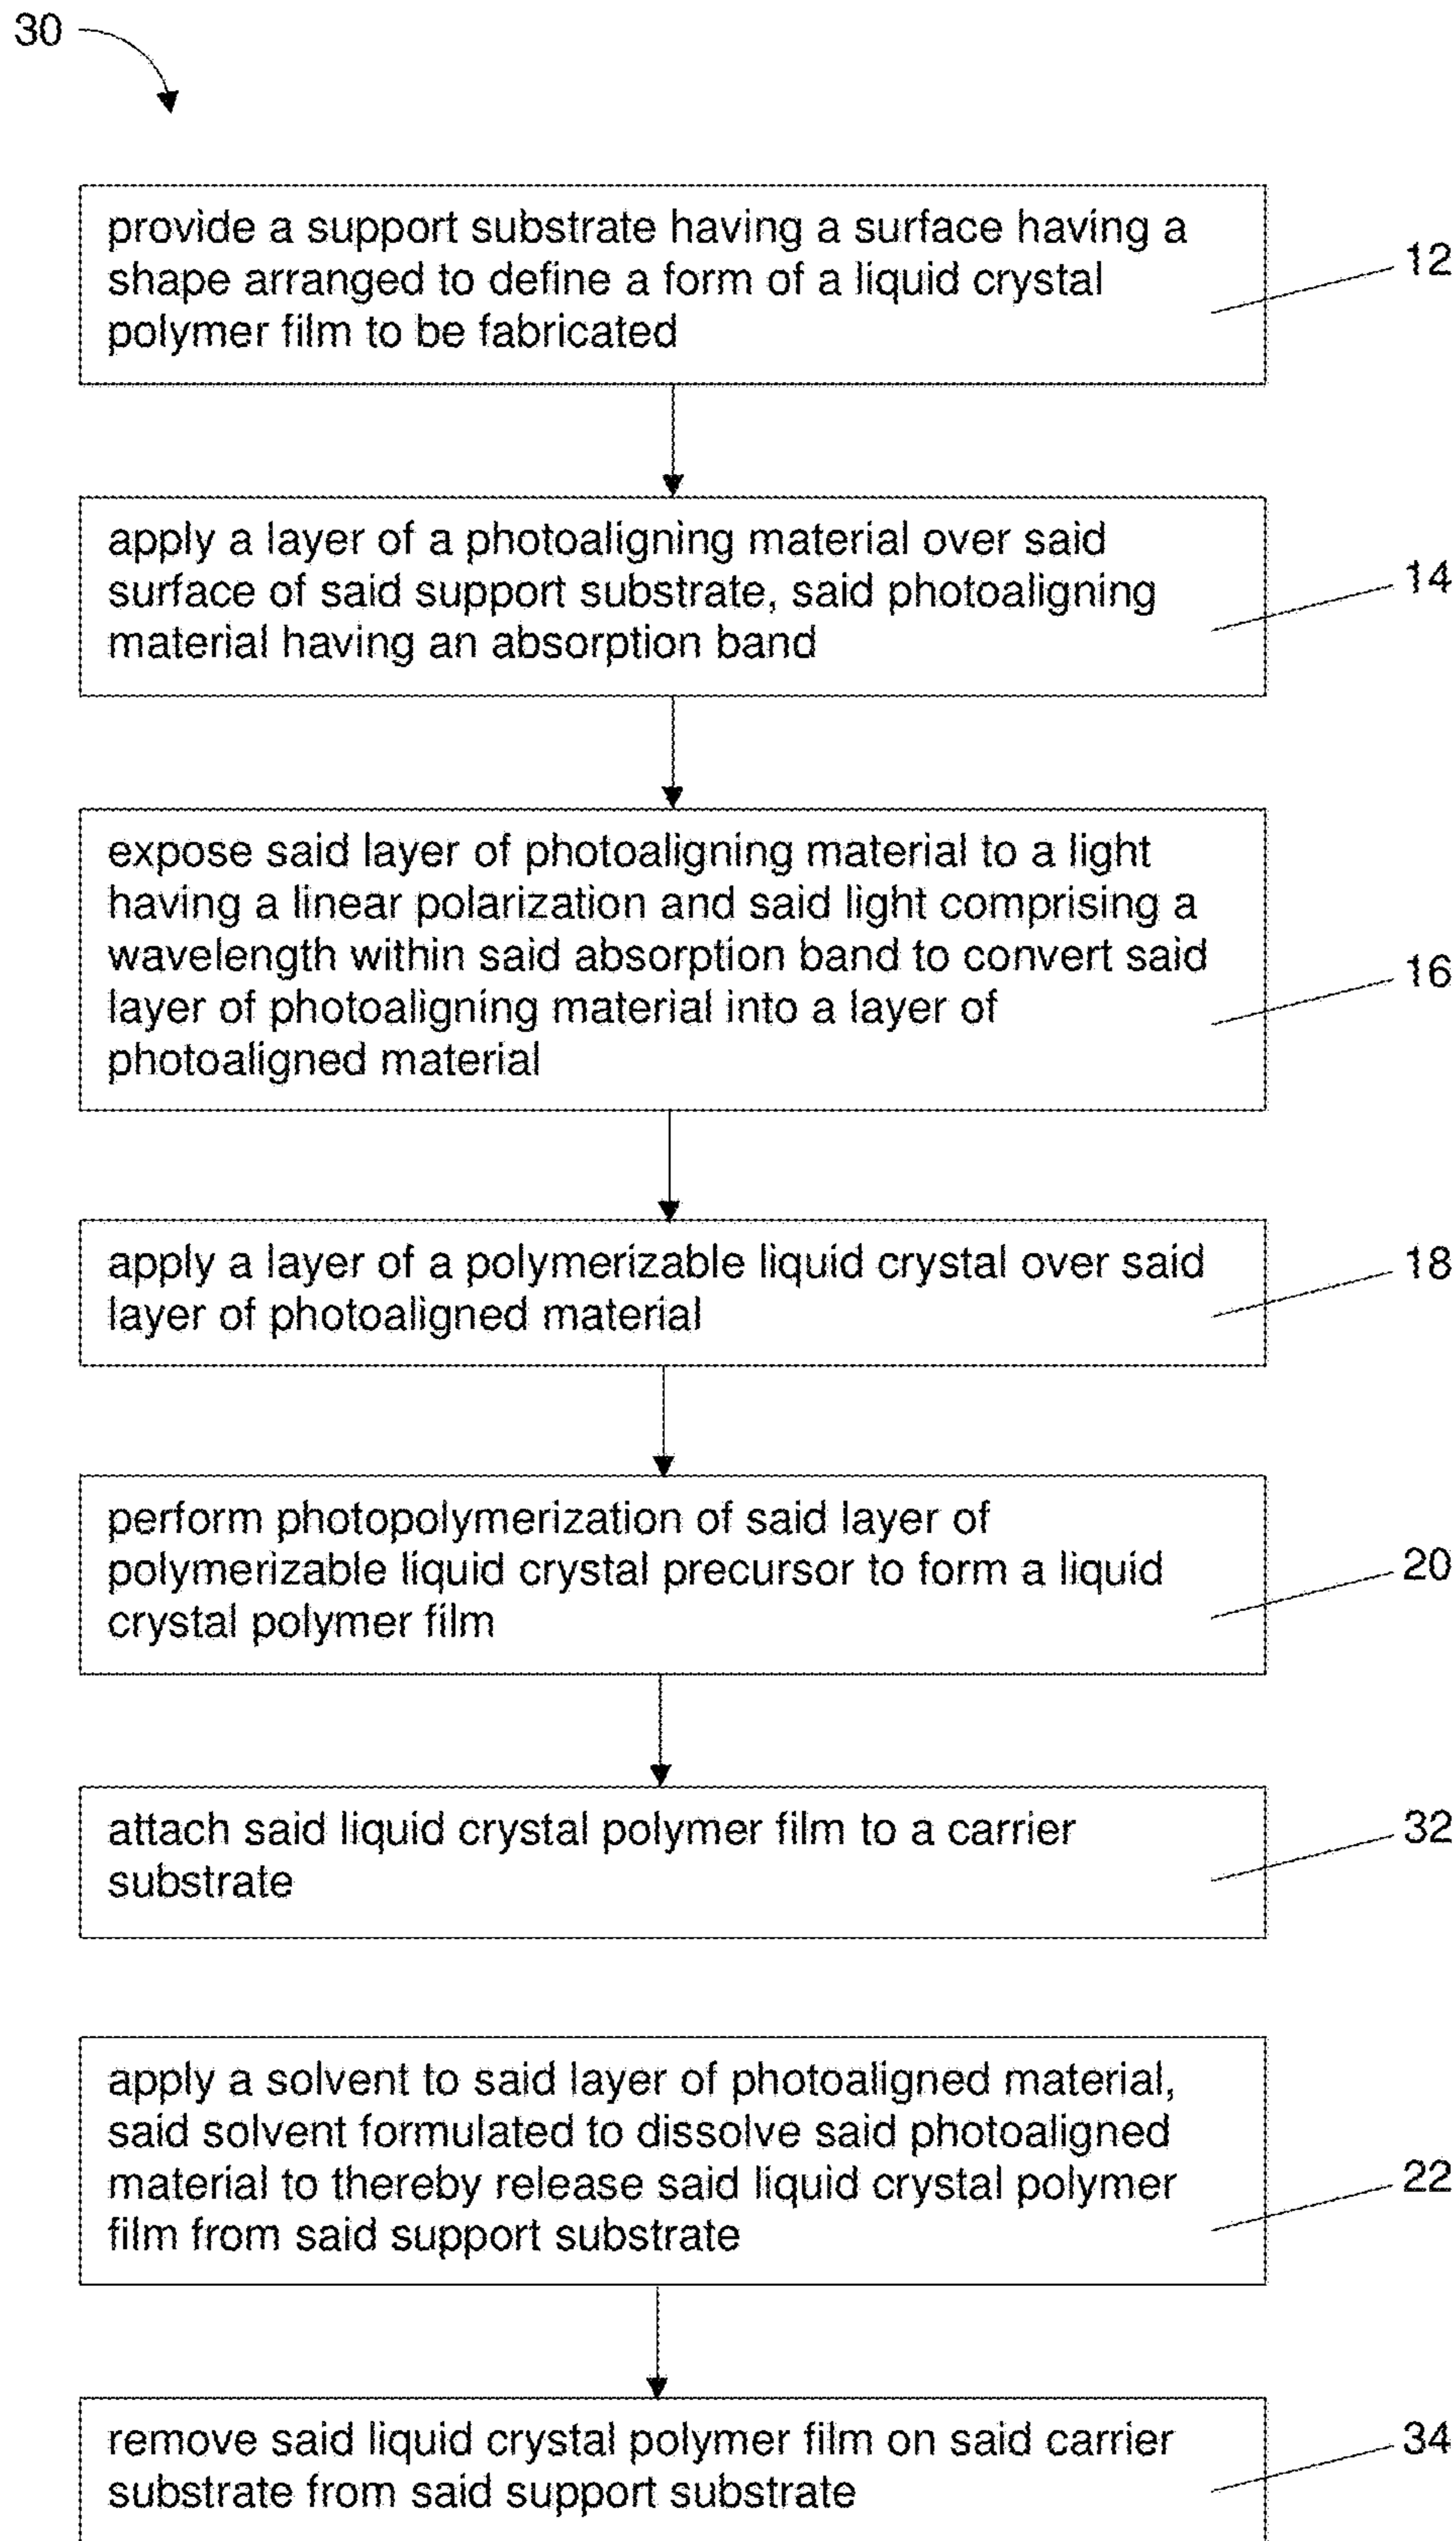 30
provide a support substrate having a surface having a
shape arranged to define a form of a liquid crystal
polymer film to be fabricated
12
apply a layer of a photoaligning material over said
surface of said support substrate, said photoaligning
material having an absorption band
14
expose said layer of photoaligning material to a light
having a linear polarization and said light comprising a
wavelength within said absorption band to convert said
layer of photoaligning material into a layer of
photoaligned material
16
apply a layer of a polymerizable liquid crystal over said
layer of photoaligned material
18
perform photopolymerization of said layer of
polymerizable liquid crystal precursor to form a liquid
crystal polymer film
20
attach said liquid crystal polymer film to a carrier
substrate
32
apply a solvent to said layer of photoaligned material,
said solvent formulated to dissolve said photoaligned
material to thereby release said liquid crystal polymer
film from said support substrate
22
remove said liquid crystal polymer film on said carrier
substrate from said support substrate
34